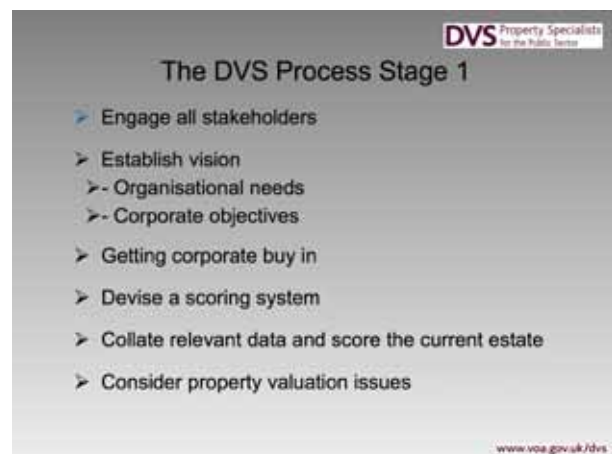 DVS Property Specialists
for the Public Sector
The DVS Process Stage 1
➢ Engage all stakeholders
➢ Establish vision
➢- Organisational needs
➢- Corporate objectives
➢ Getting corporate buy in
➢ Devise a scoring system
➢ Collate relevant data and score the current estate
➢ Consider property valuation issues
www.voa.gov.uk/dvs